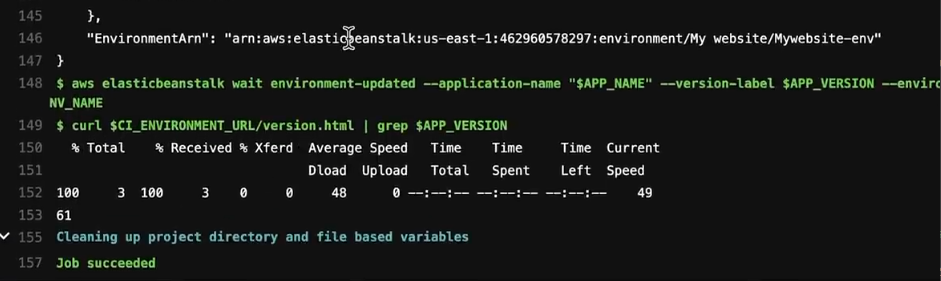 145 },
146 "EnvironmentArn": "arn:aws:elasticbeanstalk:us-east-1:462960578297:environment/My website/Mywebsite-env"
147 }
148 $ aws elasticbeanstalk wait environment-updated --application-name "$APP_NAME" --version-label $APP_VERSION --enviro
NV_NAME
149 $ curl $CI_ENVIRONMENT_URL/version.html | grep $APP_VERSION
150 % Total % Received % Xferd Average Speed Time Time Time Current
151 Dload Upload Total Spent Left Speed
152 100 3 100 3 0 0 48 0 --:--:-- --:--:-- --:--:-- 49
153 61
155 Cleaning up project directory and file based variables
157 Job succeeded